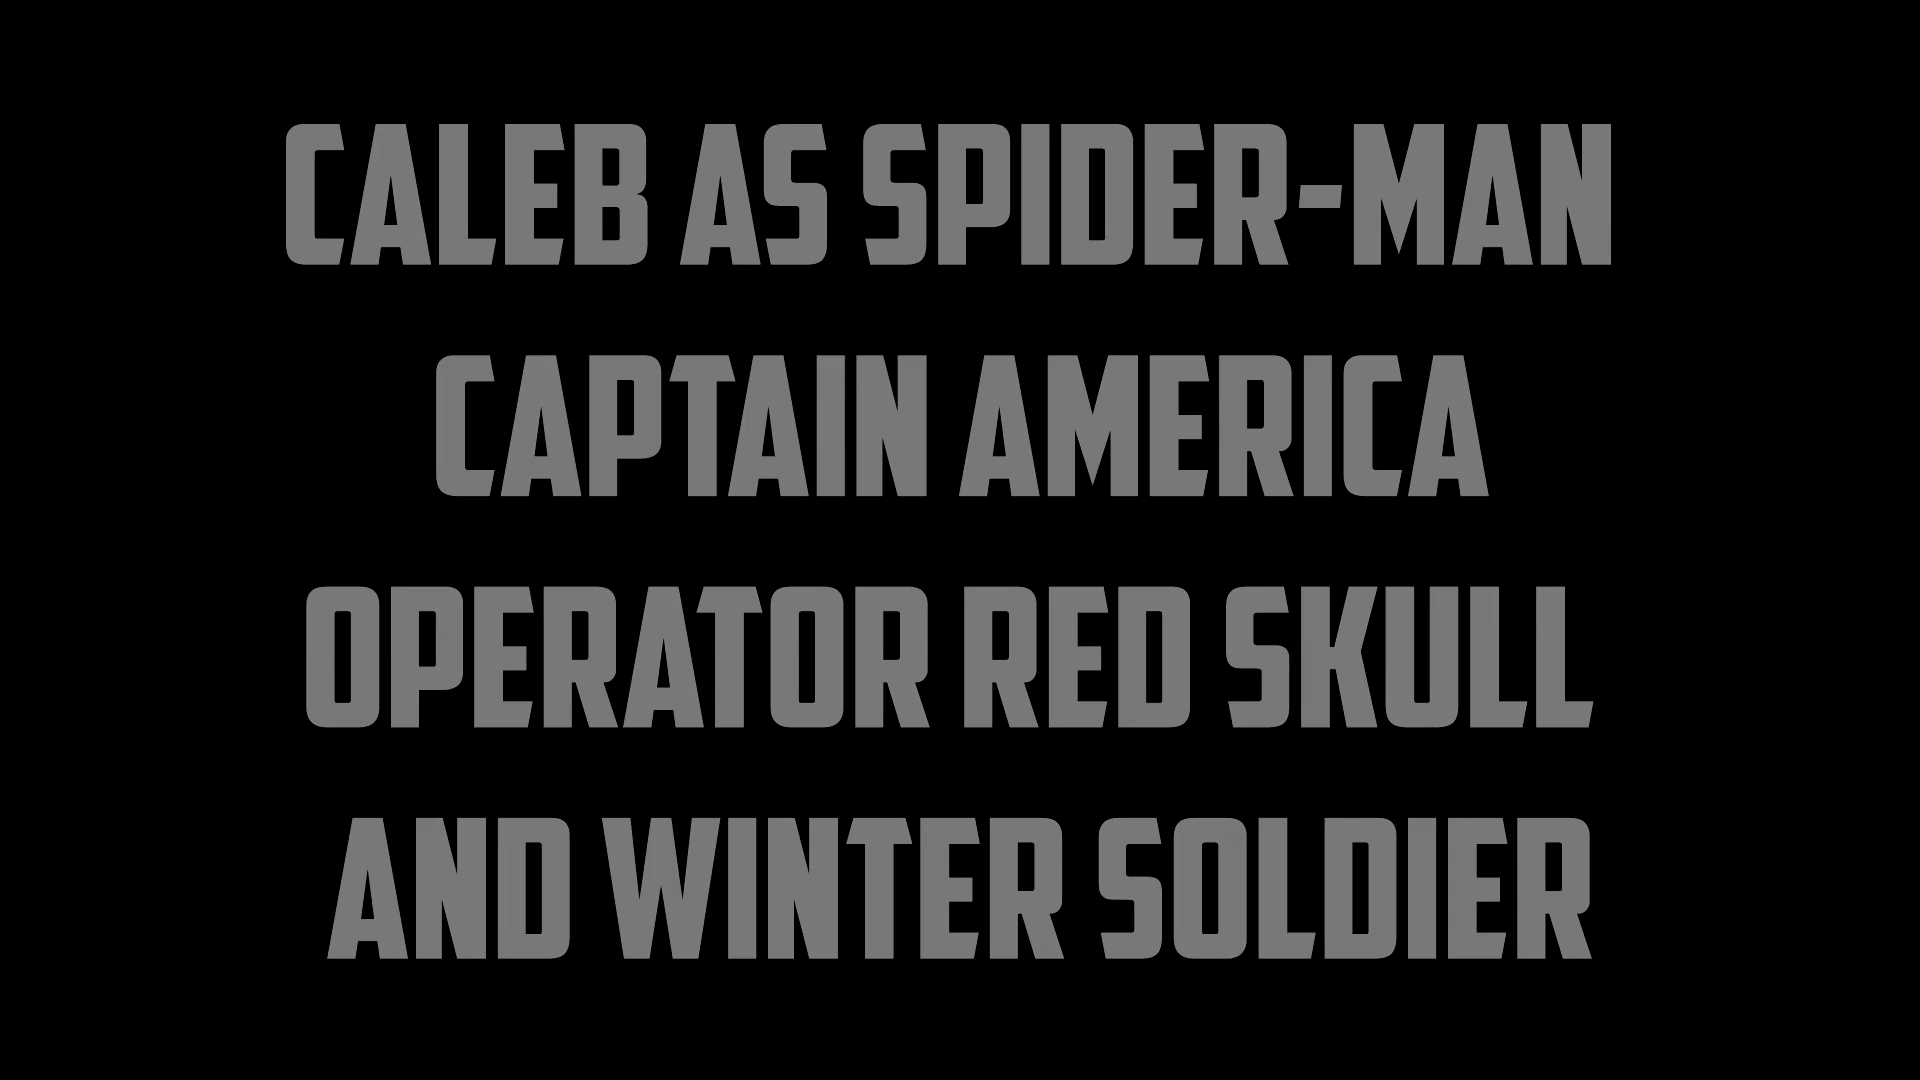 CALEB AS SPIDER-MAN
CAPTAIN AMERICA
OPERATOR RED SKULL
AND WINTER SOLDIER